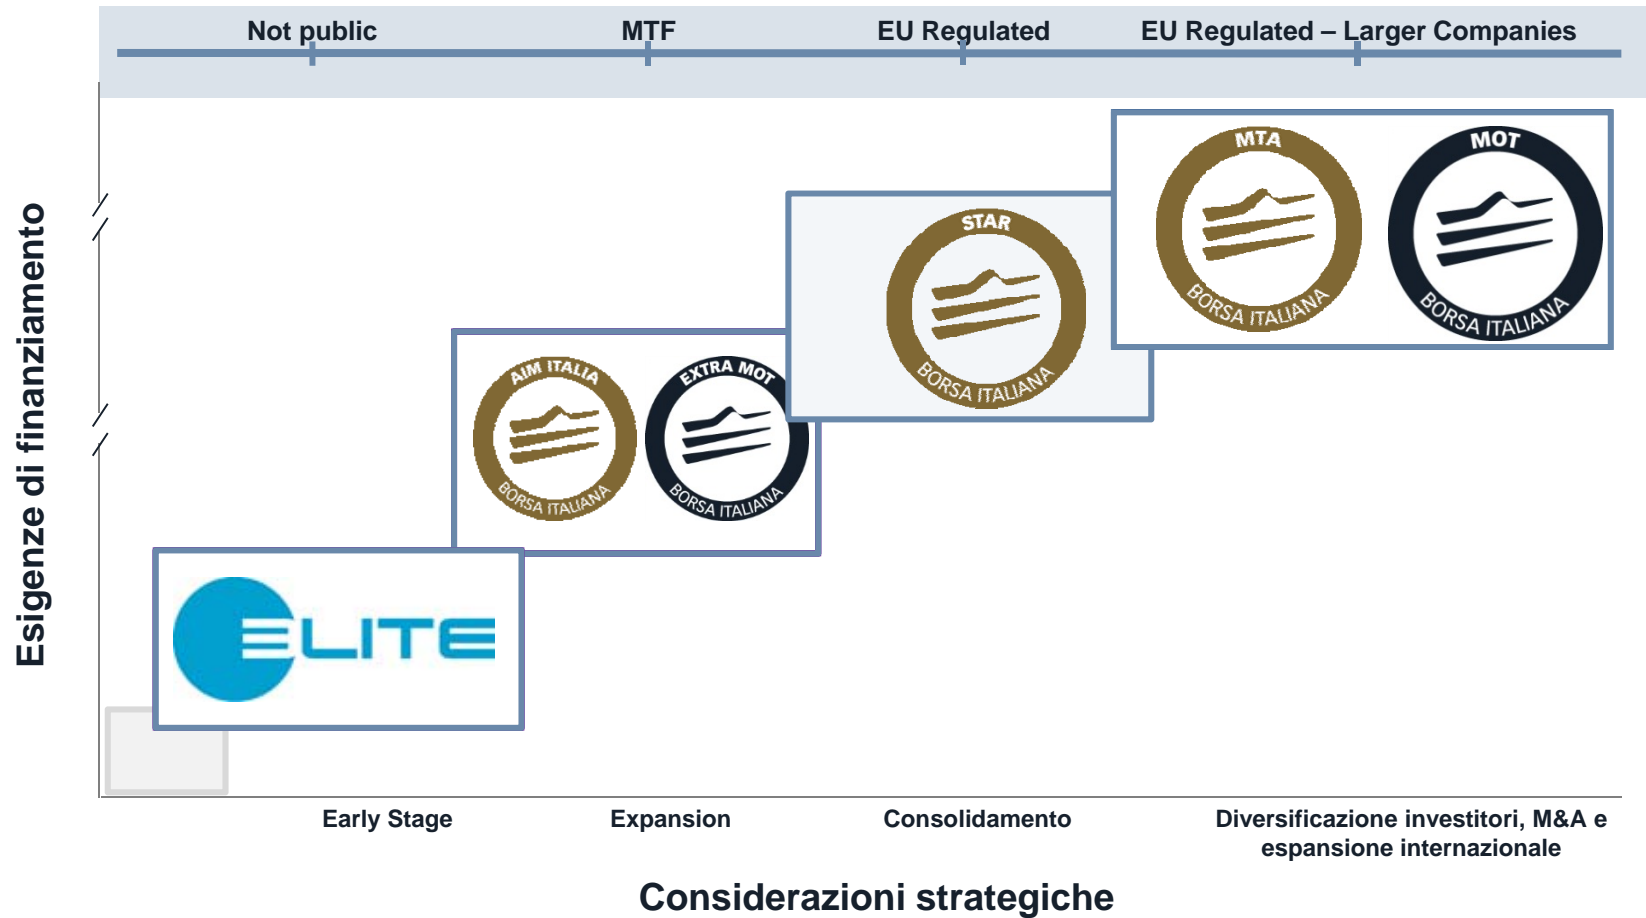 Not public
MTF
EU Regulated
EU Regulated – Larger Companies
MTA
BORSA ITALIANA
MOT
BORSA ITALIANA
STAR
BORSA ITALIANA
AIM ITALIA
BORSA ITALIANA
EXTRA MOT
BORSA ITALIANA
ELITE
Esigenze di finanziamento
Early Stage
Expansion
Consolidamento
Diversificazione investitori, M&A e
espansione internazionale
Considerazioni strategiche